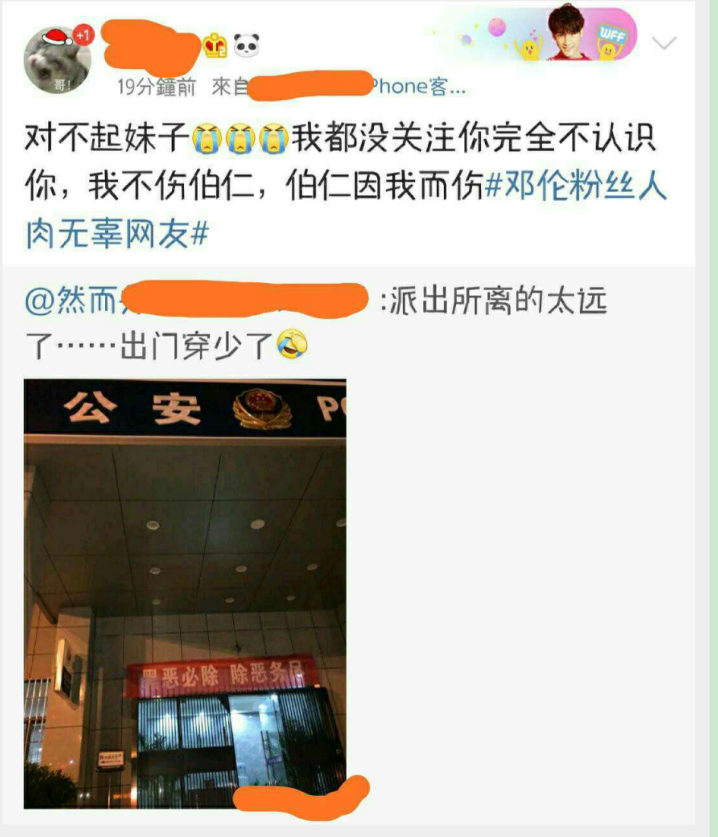 +1
哥!
WFF
19分鐘前 來自
Phone客...
对不起妹子😭😭😭我都没关注你完全不认识
你，我不伤伯仁，伯仁因我而伤#邓伦粉丝人
肉无辜网友#
@然而 :派出所离的太远
了……出门穿少了🤣
公安 PO
黑恶必除 除恶务尽